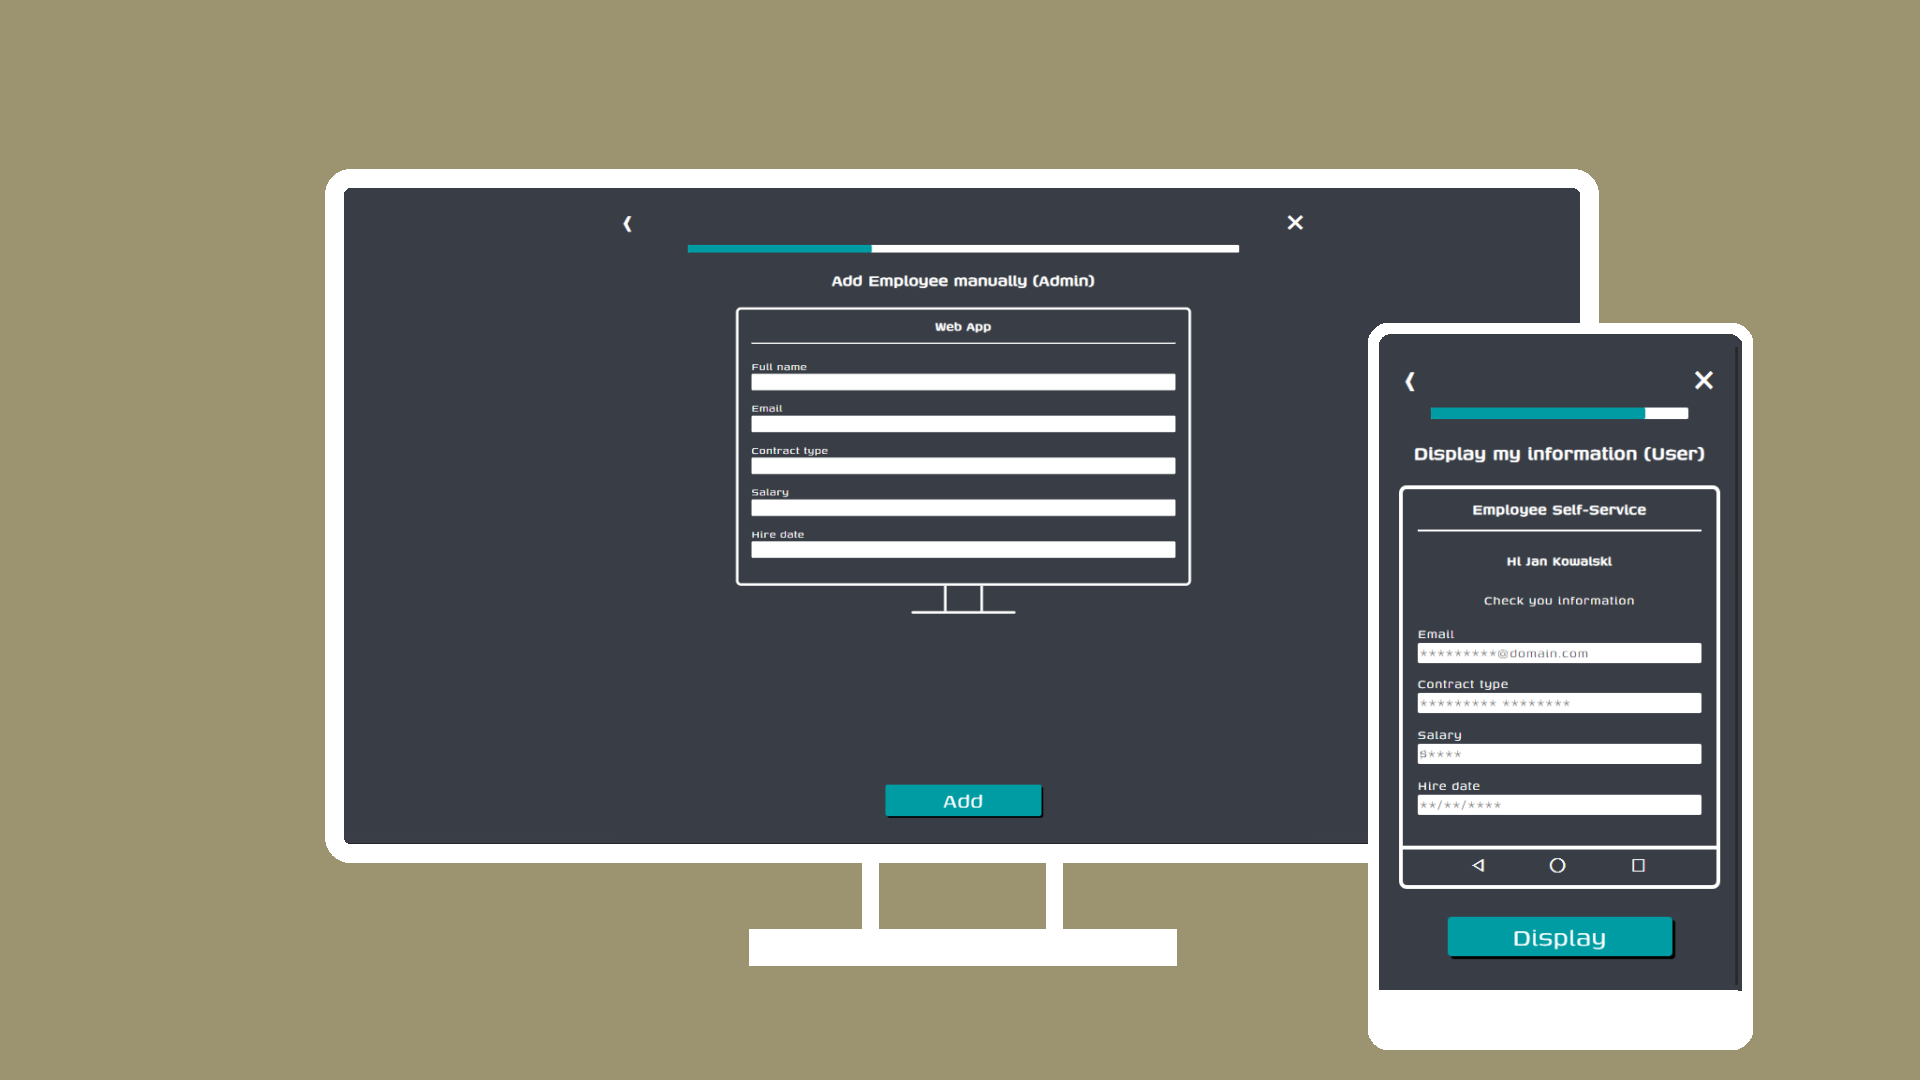 Add Employee manually (Admin)
Web App
Full name
Email
Contract type
Salary
Hire date
Add
Display my information (User)
Employee Self-Service
Hi Jan Kowalski
Check you information
Email
*********@domain.com
Contract type
********* ********
Salary
$****
Hire date
**/**/****
Display